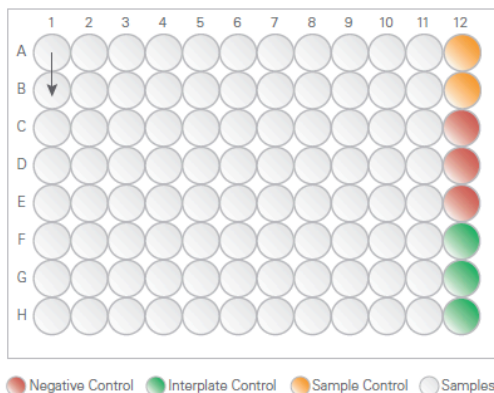 1 2 3 4 5 6 7 8 9 10 11 12
A
B
C
D
E
F
G
H
Negative Control Interplate Control Sample Control Samples